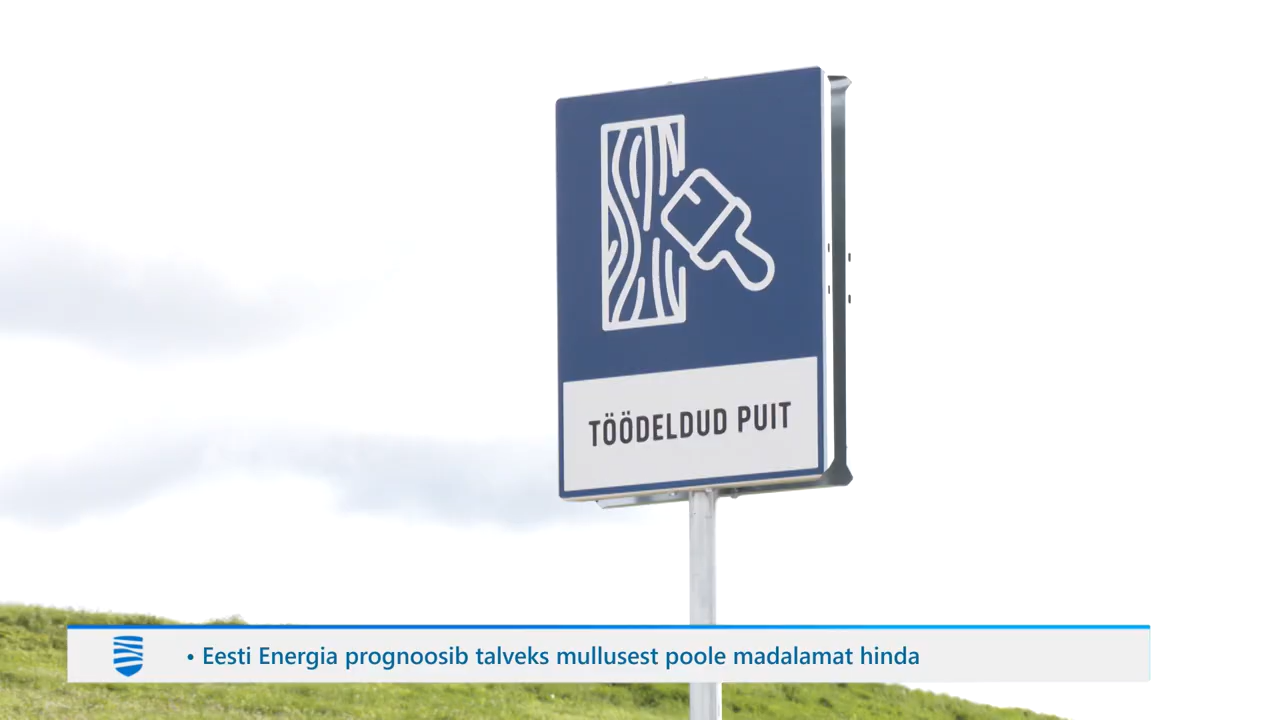 TÖÖDELDUD PUIT
• Eesti Energia prognoosib talveks mullusest poole madalamat hinda